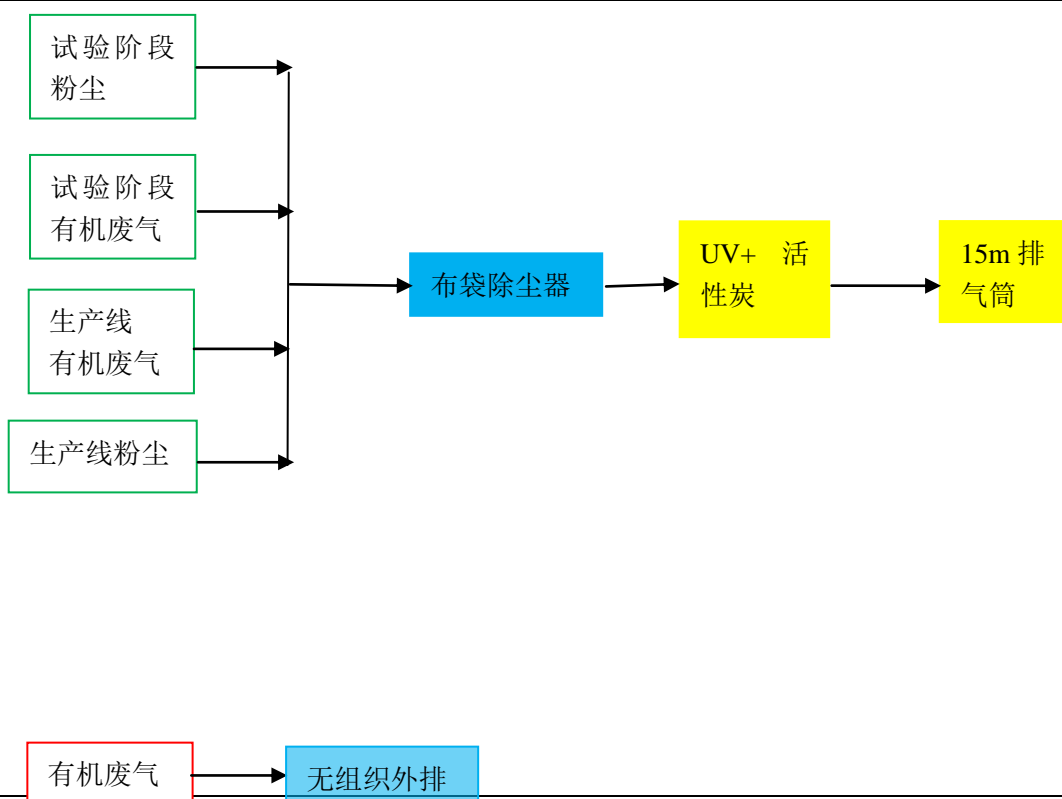 试验阶段
粉尘
试验阶段
有机废气
生产线
有机废气
生产线粉尘
布袋除尘器
UV+ 活
性炭
15m 排
气筒
有机废气
无组织外排